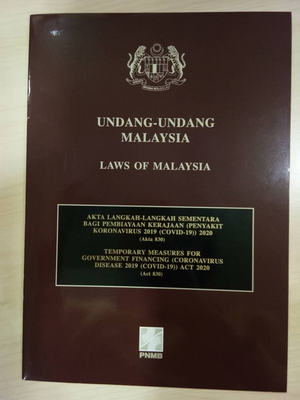 UNDANG-UNDANG
MALAYSIA
LAWS OF MALAYSIA
AKTA LANGKAH-LANGKAH SEMENTARA
BAGI PEMBIAYAAN KERAJAAN (PENYAKIT
KORONAVIRUS 2019 (COVID-19)) 2020
(Akta 830)
TEMPORARY MEASURES FOR
GOVERNMENT FINANCING (CORONAVIRUS
DISEASE 2019 (COVID-19)) ACT 2020
(Act 830)
PNMB